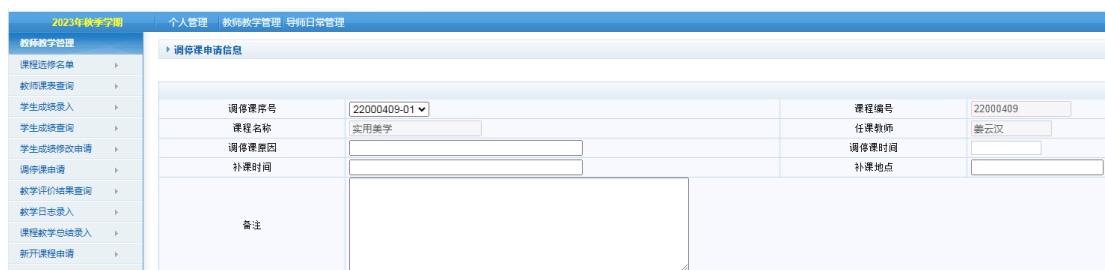 2023年秋季学期 个人管理 教师教学管理 导师日常管理
教师教学管理
调停课申请信息
课程选修名单
教师课表查询
学生成绩录入
学生成绩查询
学生成绩修改申请
调停课申请
教学评价结果查询
教学日志录入
课程教学总结录入
新开课程申请
调停课序号 22000409-01 课程编号 22000409
课程名称 实用美学 任课教师 姜云汉
调停课原因 调停课时间
补课时间 补课地点
备注